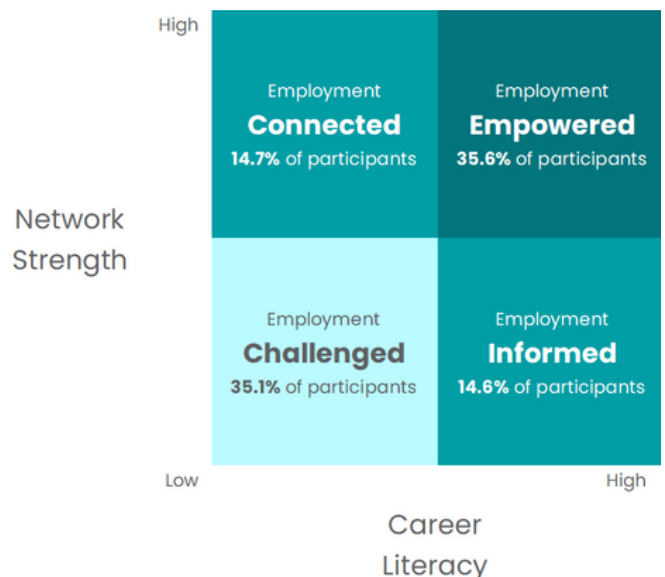 High
Employment
Connected
14.7% of participants
Employment
Empowered
35.6% of participants
Network
Strength
Employment
Challenged
35.1% of participants
Employment
Informed
14.6% of participants
Low
High
Career
Literacy